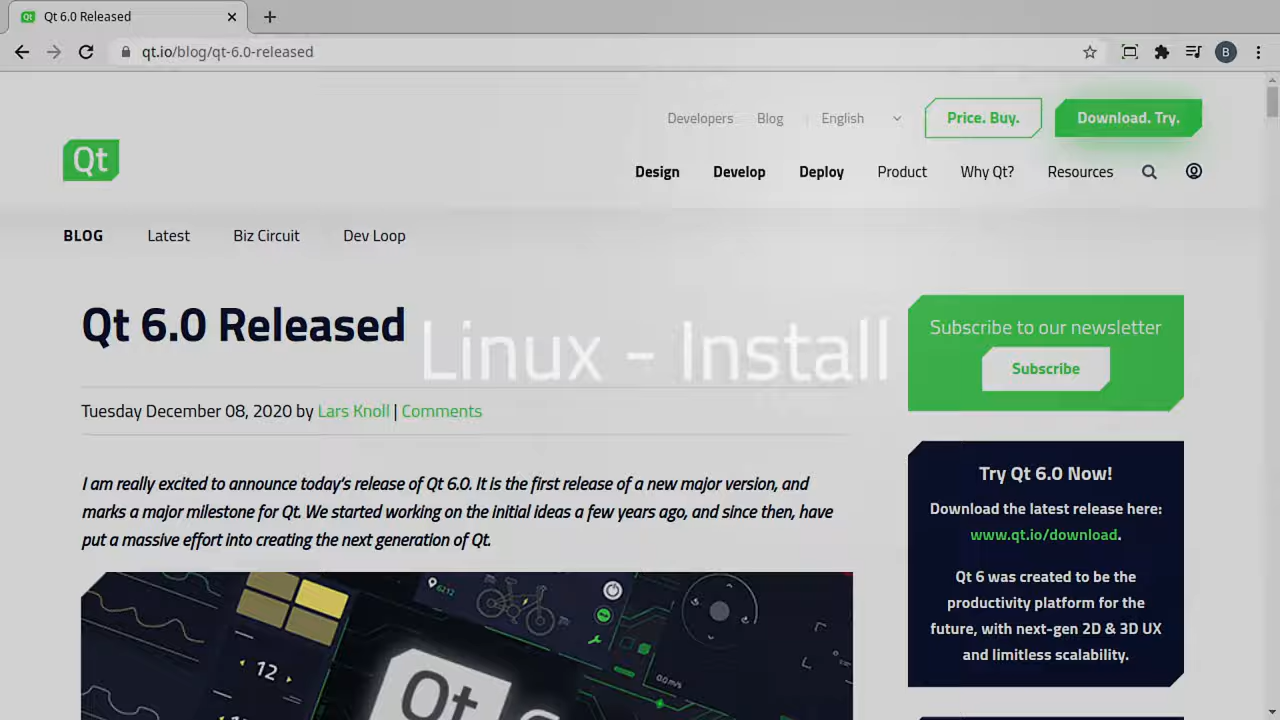 Qt 6.0 Released
qt.io/blog/qt-6.0-released
B
Developers Blog English Price. Buy. Download. Try.
Qt
Design Develop Deploy Product Why Qt? Resources
BLOG Latest Biz Circuit Dev Loop
Qt 6.0 Released
Linux - Install
Tuesday December 08, 2020 by Lars Knoll | Comments
I am really excited to announce today's release of Qt 6.0. It is the first release of a new major version, and
marks a major milestone for Qt. We started working on the initial ideas a few years ago, and since then, have
put a massive effort into creating the next generation of Qt.
6212
12
0.0 m/s
Qt
Subscribe to our newsletter
Subscribe
Try Qt 6.0 Now!
Download the latest release here:
www.qt.io/download.
Qt 6 was created to be the
productivity platform for the
future, with next-gen 2D & 3D UX
and limitless scalability.